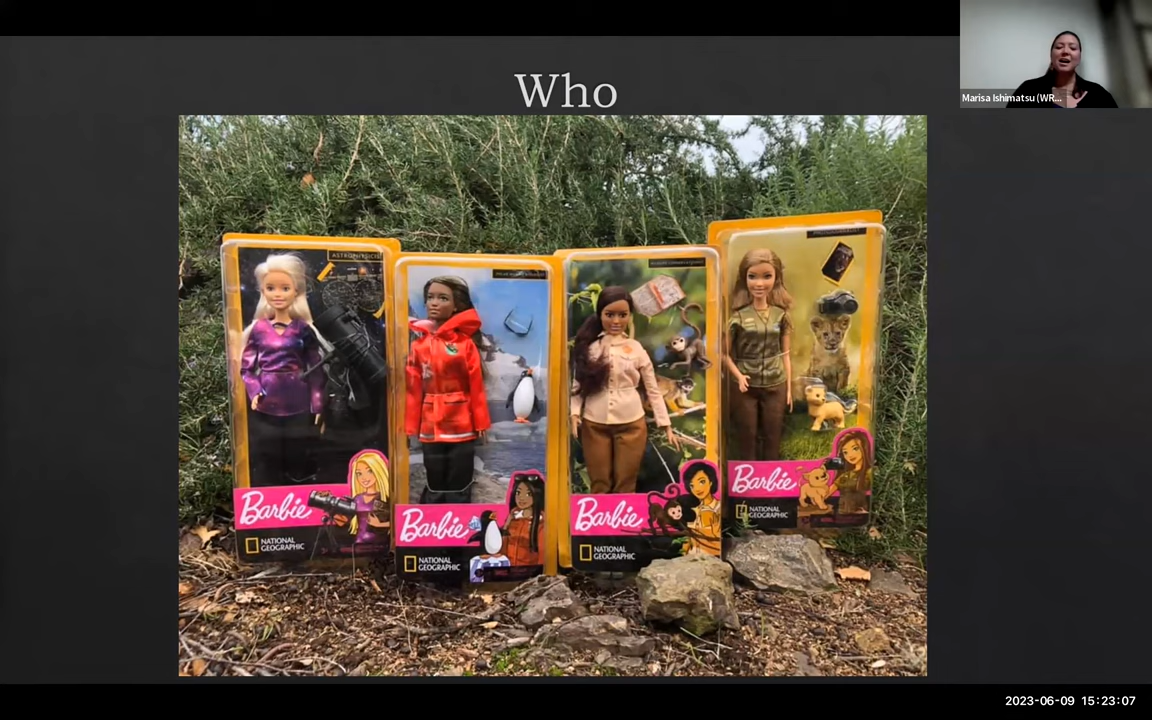 Who
Marisa Ishimatsu (WR...
ASTROPHYSICIST
Barbie
NATIONAL
GEOGRAPHIC
Barbie
NATIONAL
GEOGRAPHIC
Barbie
NATIONAL
GEOGRAPHIC
Barbie
NATIONAL
GEOGRAPHIC
2023-06-09 15:23:07